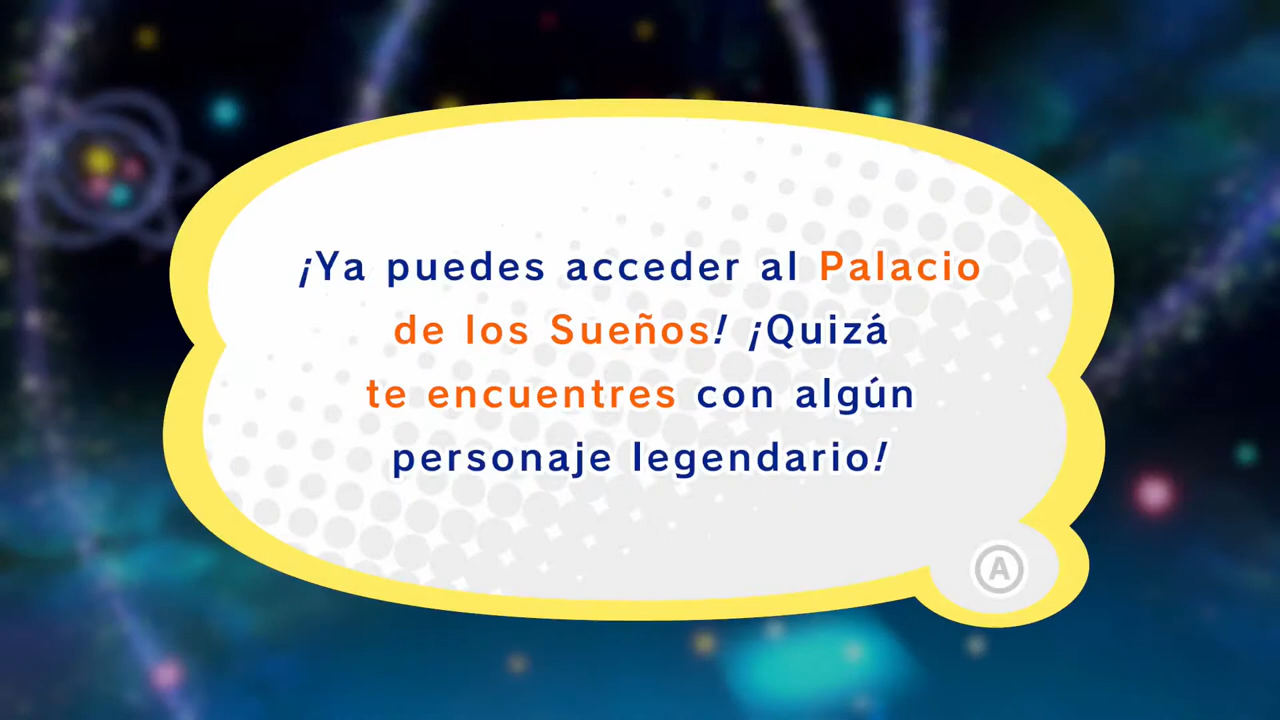 ¡Ya puedes acceder al Palacio
de los Sueños! ¡Quizá
te encuentres con algún
personaje legendario!
A